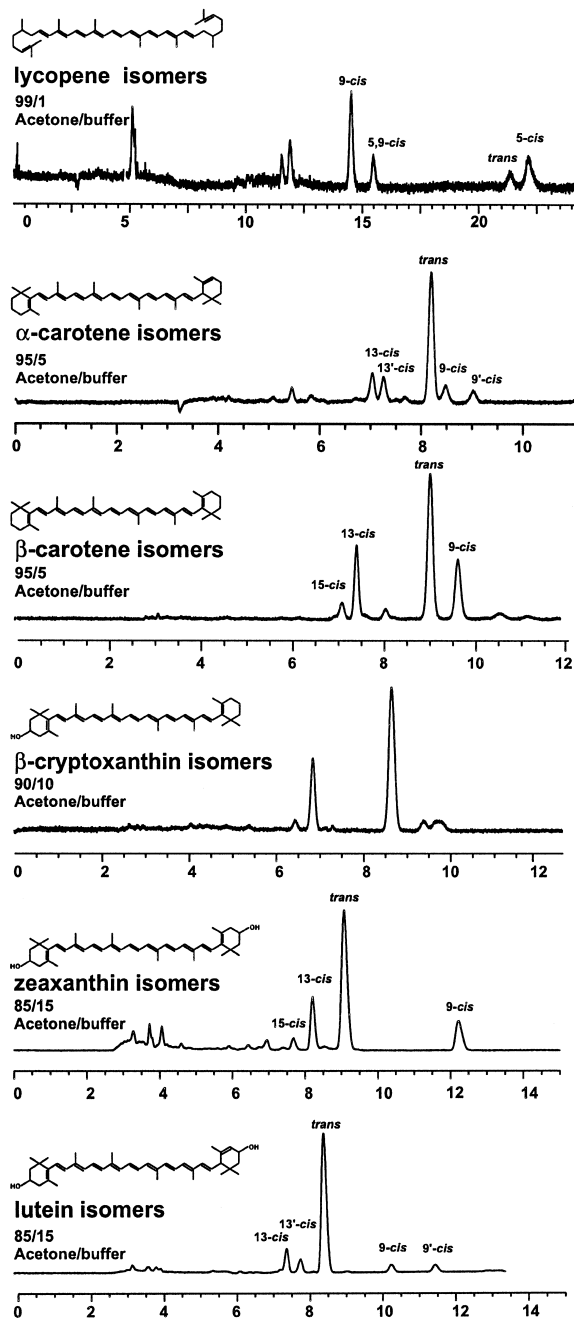 lycopene isomers
99/1
Acetone/buffer
9-cis
5,9-cis
trans
5-cis
0 5 10 15 20
α-carotene isomers
95/5
Acetone/buffer
13-cis
13'-cis
trans
9-cis
9'-cis
0 2 4 6 8 10
β-carotene isomers
95/5
Acetone/buffer
15-cis
13-cis
trans
9-cis
0 2 4 6 8 10 12
HO
β-cryptoxanthin isomers
90/10
Acetone/buffer
0 2 4 6 8 10 12
OH
HO
zeaxanthin isomers
85/15
Acetone/buffer
15-cis
13-cis
trans
9-cis
0 2 4 6 8 10 12 14
OH
HO
lutein isomers
85/15
Acetone/buffer
13-cis
13'-cis
trans
9-cis
9'-cis
0 2 4 6 8 10 12 14